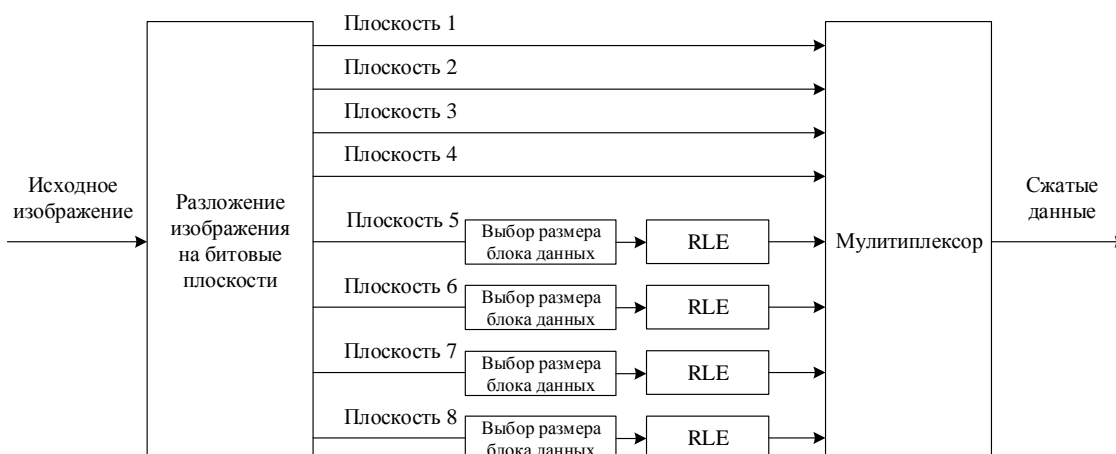 Плоскость 1
Плоскость 2
Плоскость 3
Плоскость 4
Исходное
изображение
Разложение
изображения
на битовые
плоскости
Плоскость 5
Выбор размера
блока данных
RLE
Плоскость 6
Выбор размера
блока данных
RLE
Плоскость 7
Выбор размера
блока данных
RLE
Плоскость 8
Выбор размера
блока данных
RLE
Мулитиплексор
Сжатые
данные